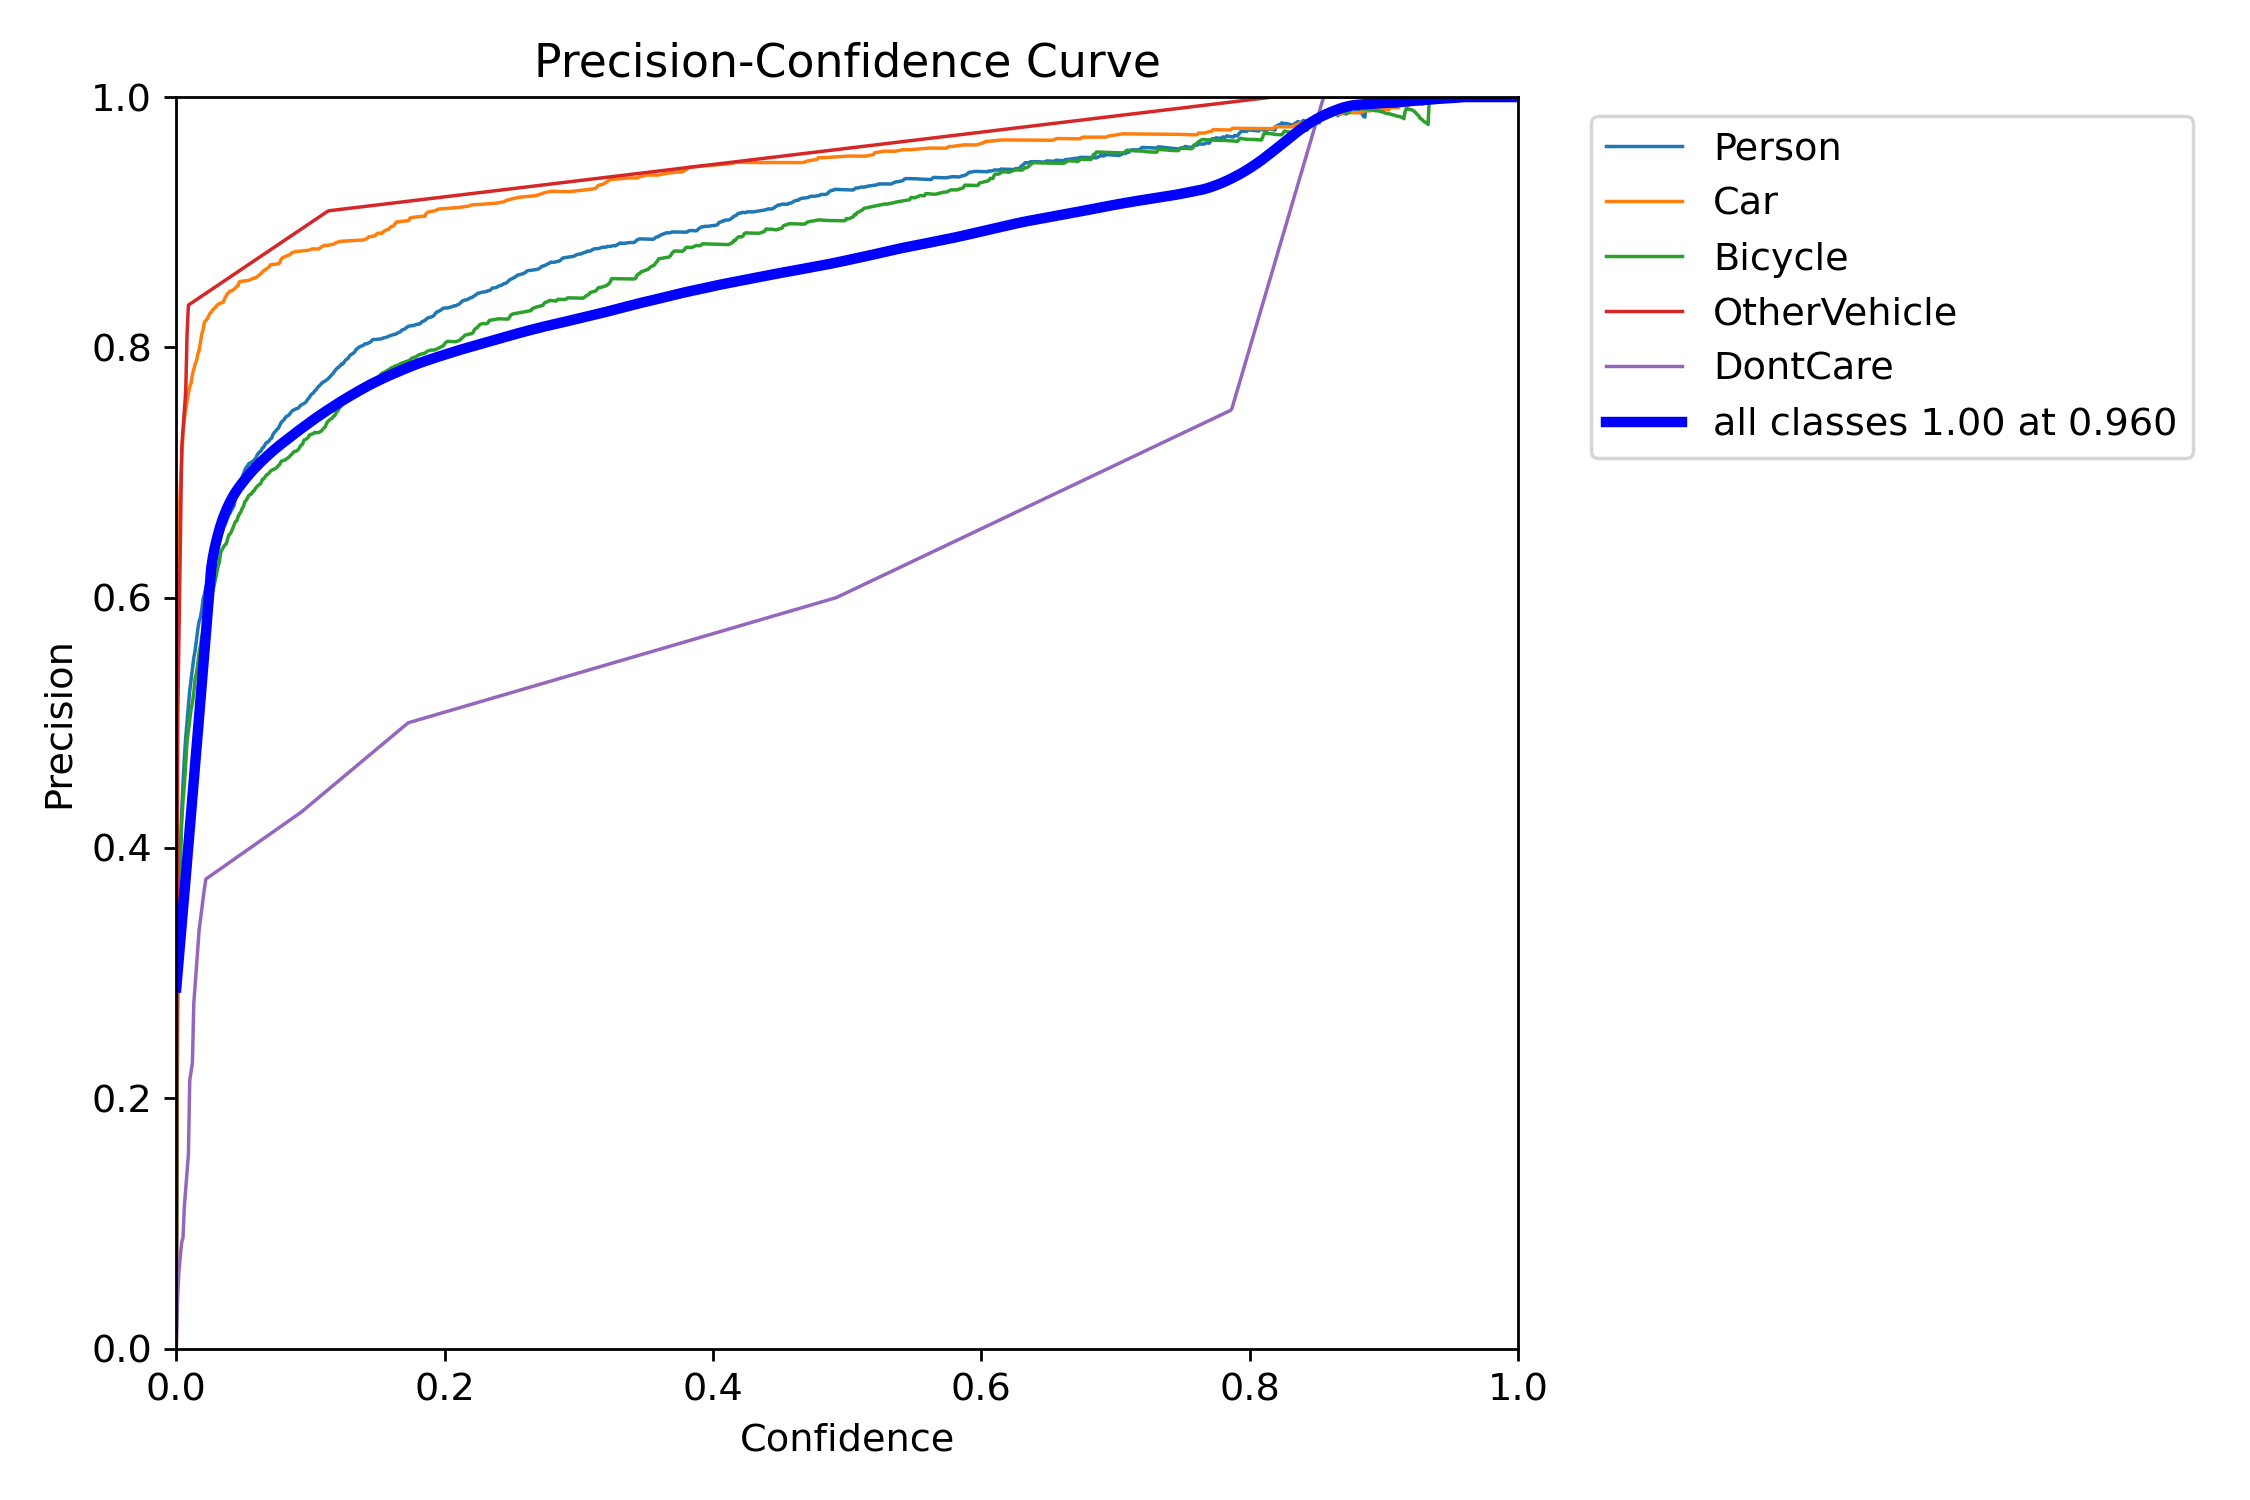 Precision-Confidence Curve
1.0
0.8
0.6
0.4
0.2
0.0
Precision
0.0 0.2 0.4 0.6 0.8 1.0
Confidence
Person
Car
Bicycle
OtherVehicle
DontCare
all classes 1.00 at 0.960